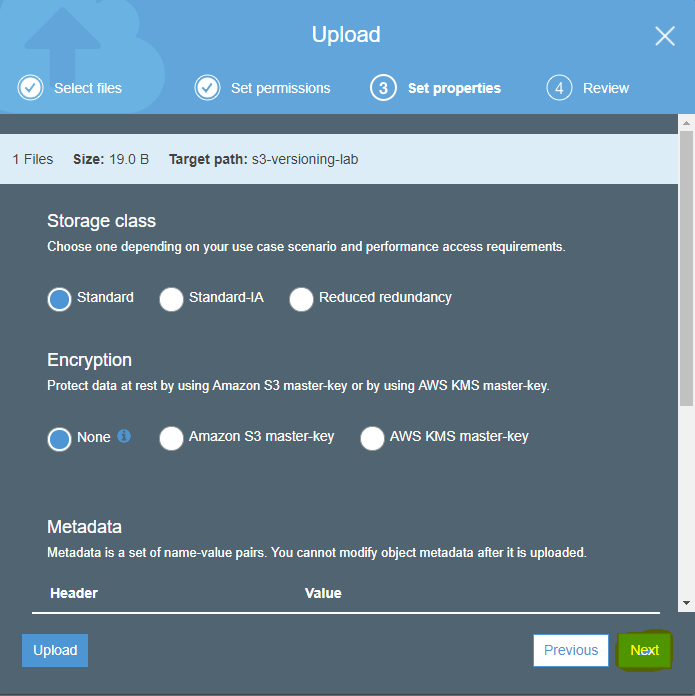 Upload
Select files
Set permissions
3 Set properties
4 Review
1 Files Size: 19.0 B Target path: s3-versioning-lab
Storage class
Choose one depending on your use case scenario and performance access requirements.
Standard Standard-IA Reduced redundancy
Encryption
Protect data at rest by using Amazon S3 master-key or by using AWS KMS master-key.
None Amazon S3 master-key AWS KMS master-key
Metadata
Metadata is a set of name-value pairs. You cannot modify object metadata after it is uploaded.
Header Value
Upload Previous Next